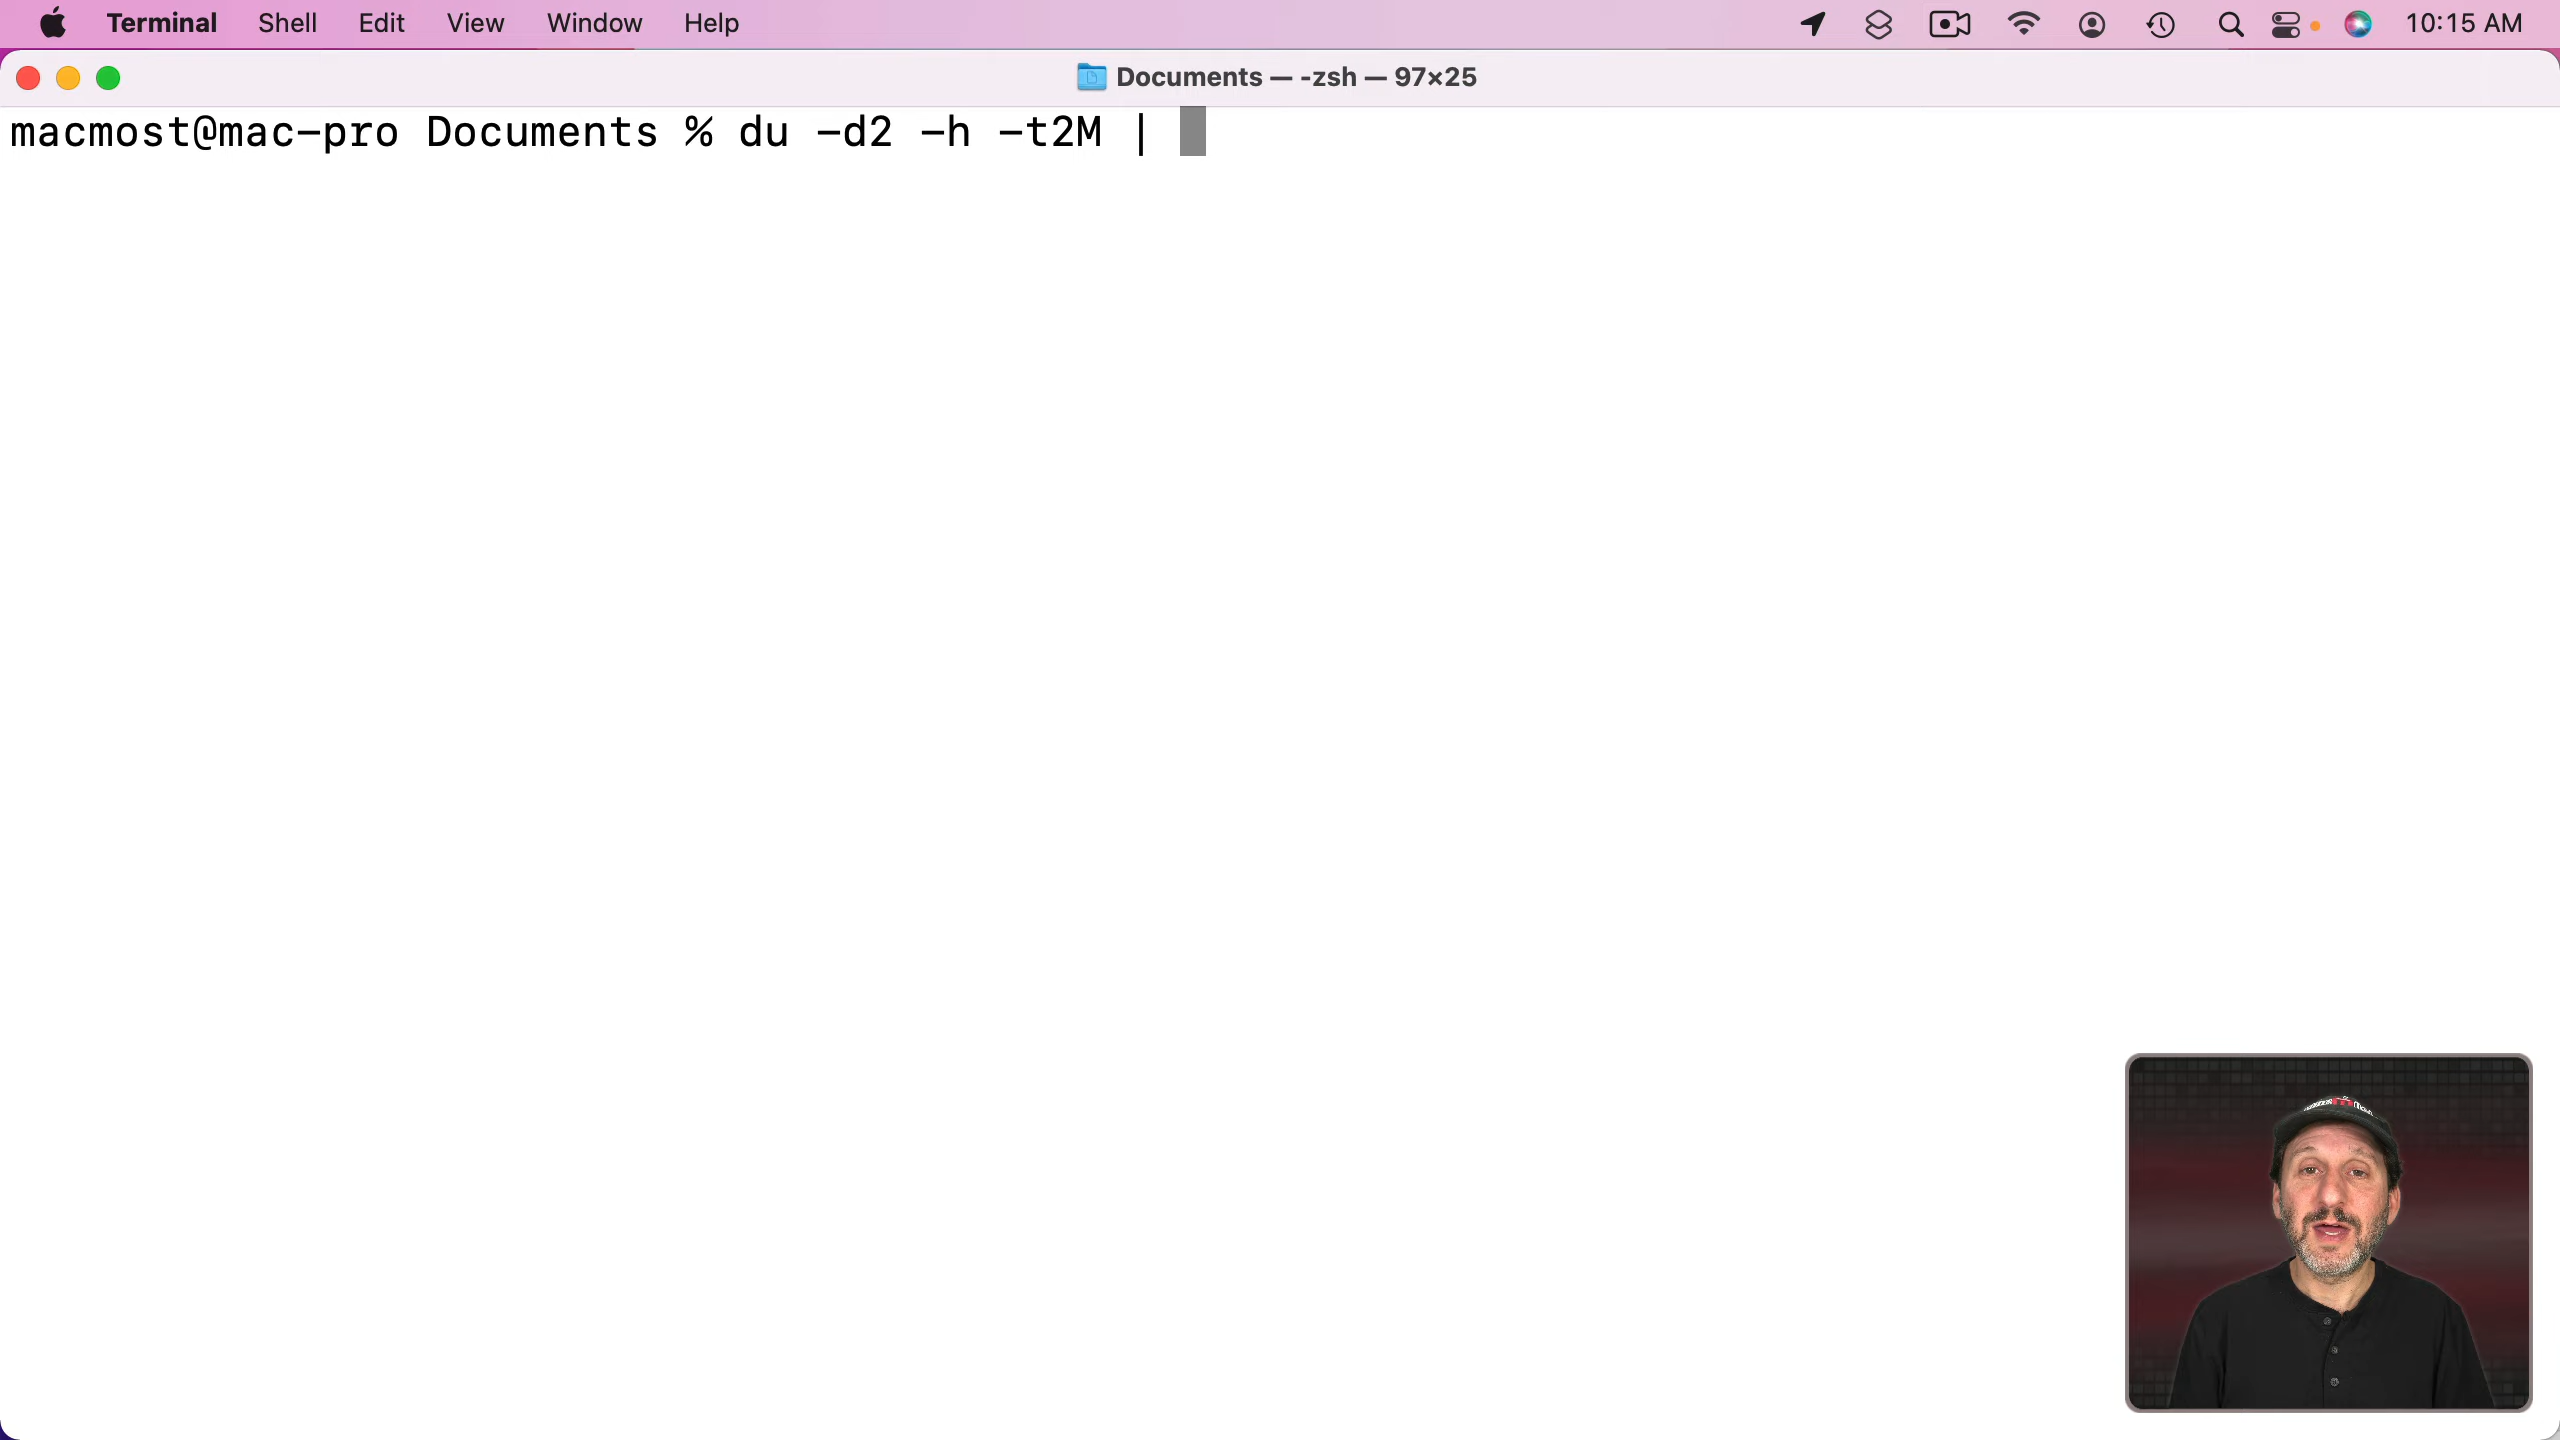 Terminal Shell Edit View Window Help 10:15 AM
Documents — -zsh — 97×25
macmost@mac-pro Documents % du -d2 -h -t2M |